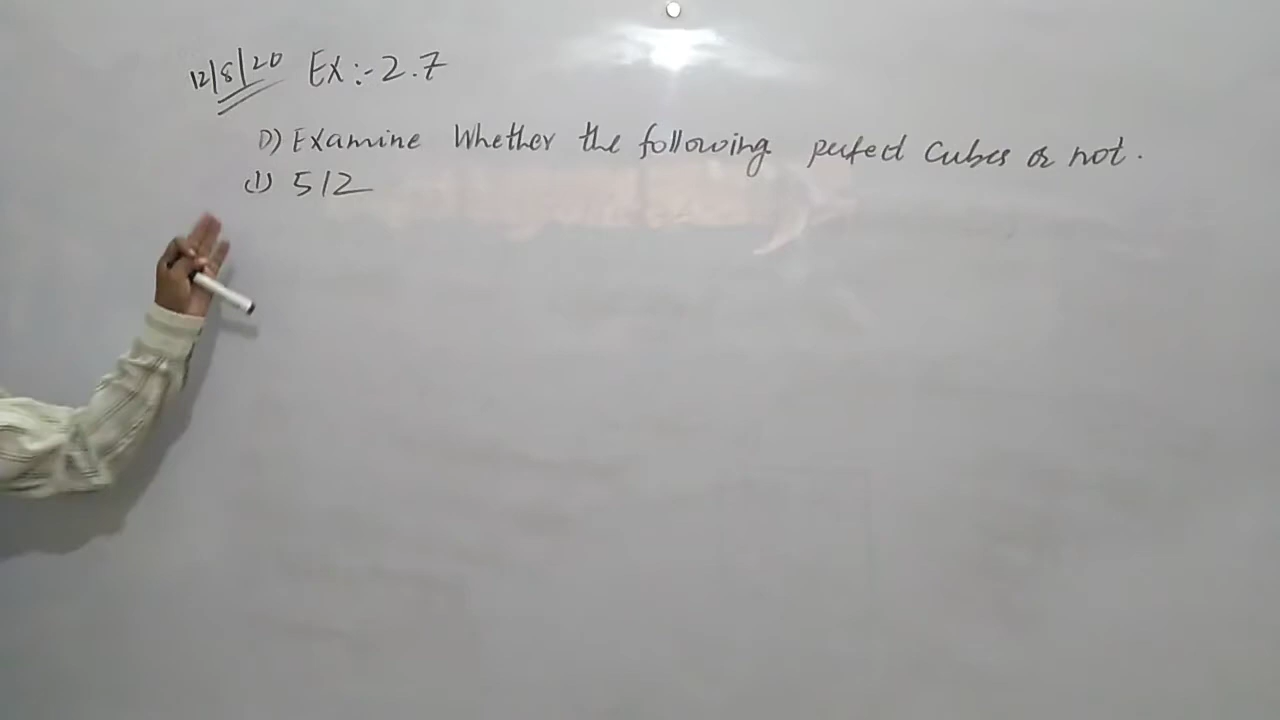 12/8/20 Ex:- 2.7
D) Examine Whether the following perfect Cubes or not.
(1) 512